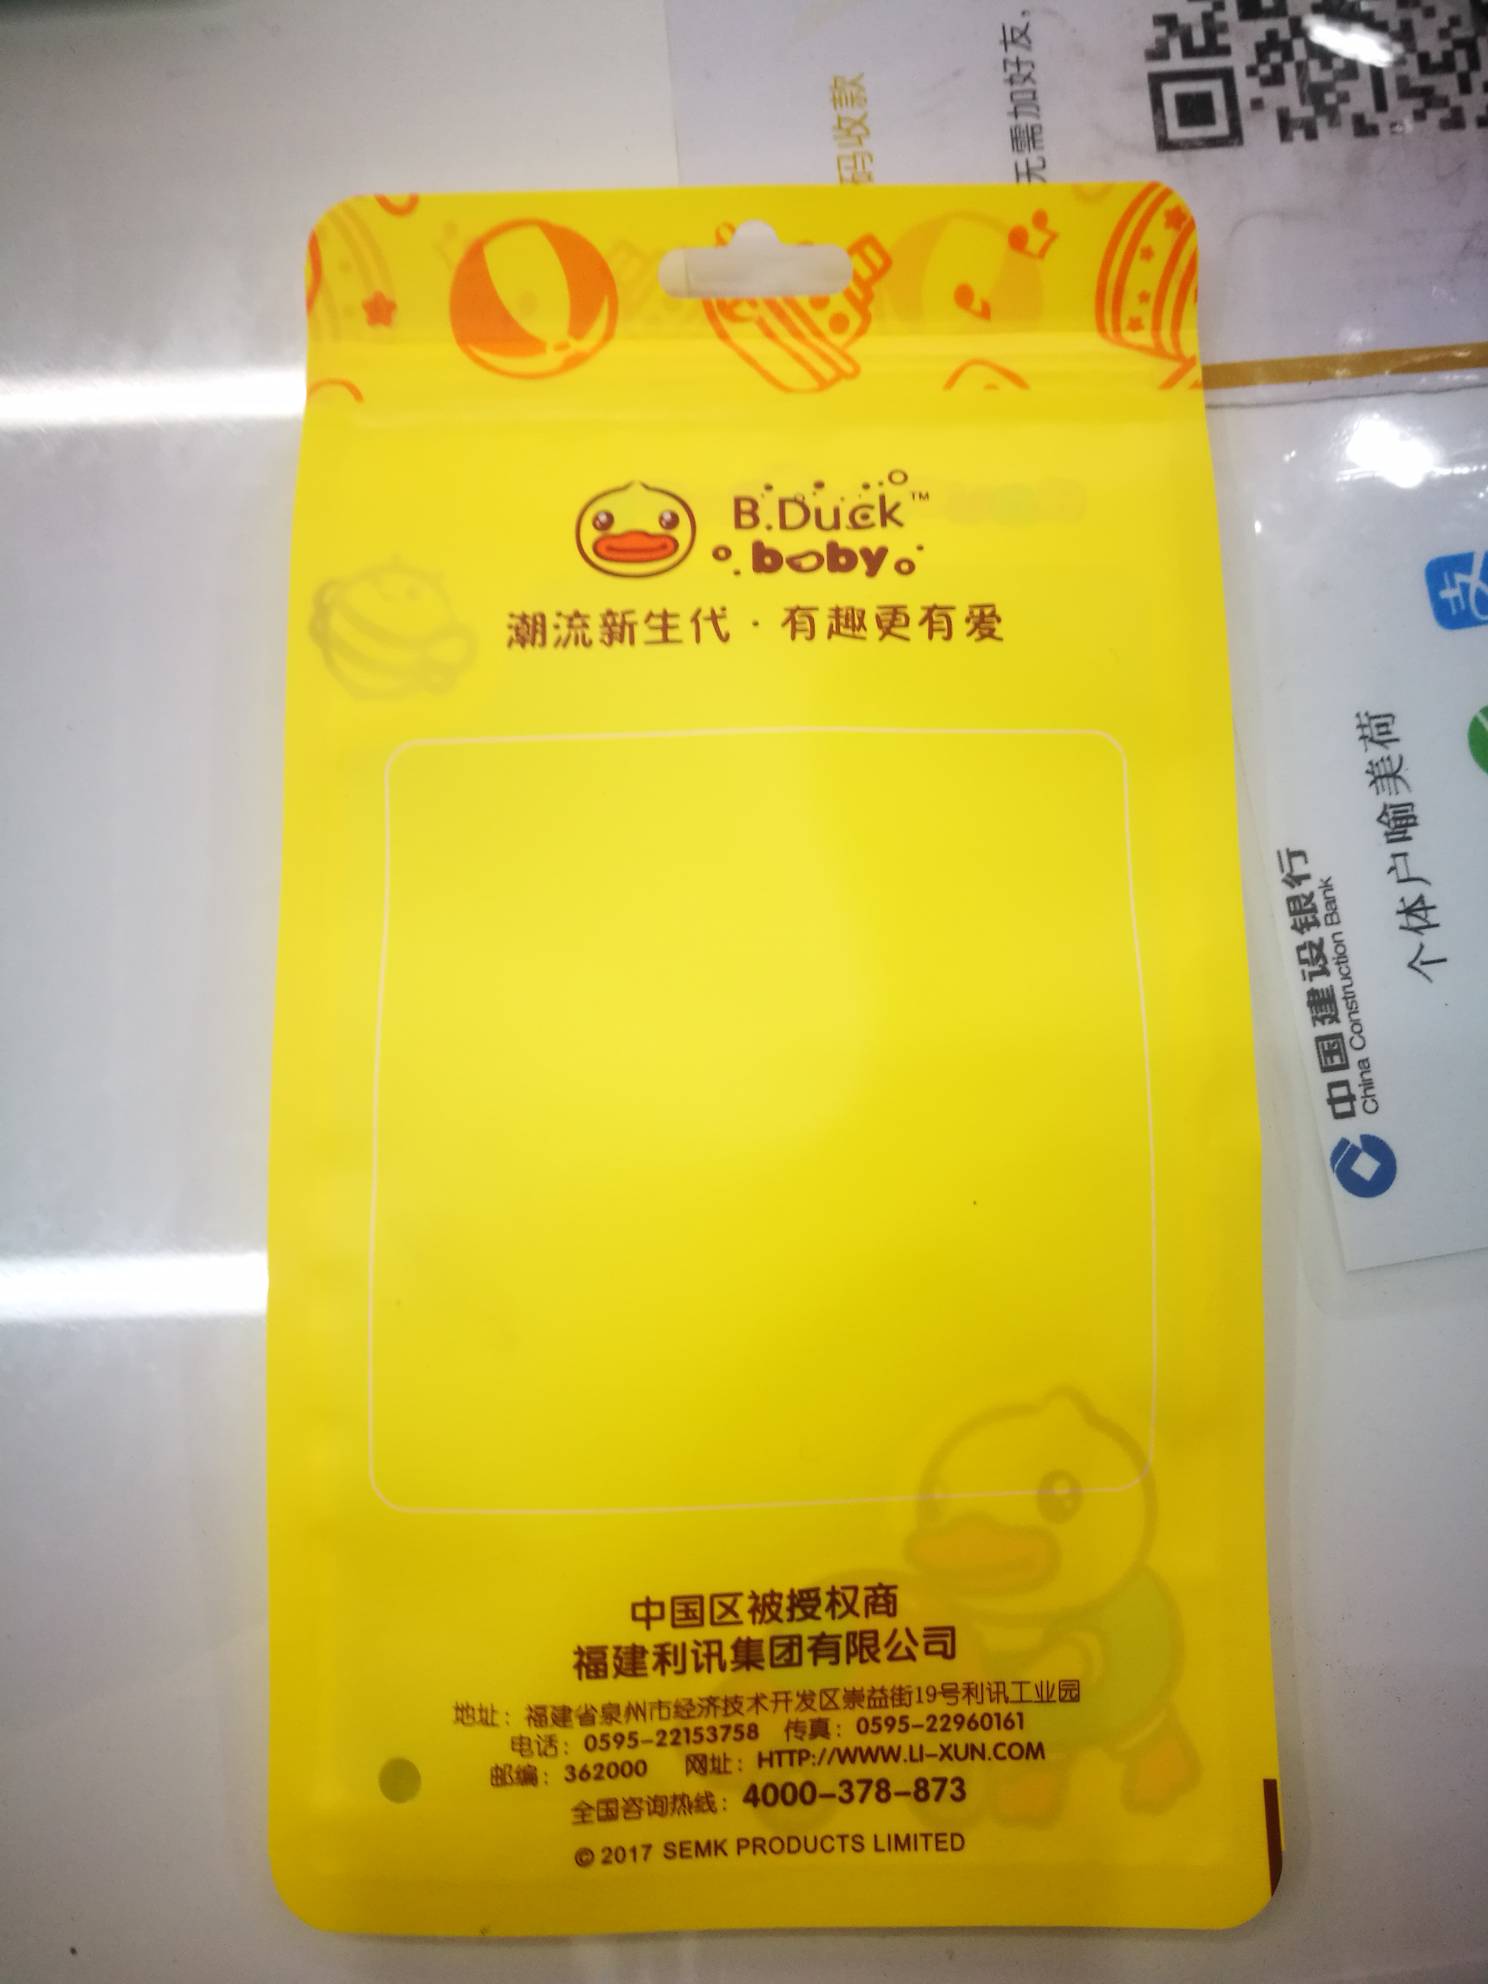 码收款
无需加好友,
B.Duck™
baby
潮流新生代·有趣更有爱
支
中国建设银行
China Construction Bank
个体户喻美荷
中国区被授权商
福建利讯集团有限公司
地址：福建省泉州市经济技术开发区崇益街19号利讯工业园
电话：0595-22153758 传真：0595-22960161
邮编：362000 网址：HTTP://WWW.LI-XUN.COM
全国咨询热线：4000-378-873
©2017 SEMK PRODUCTS LIMITED